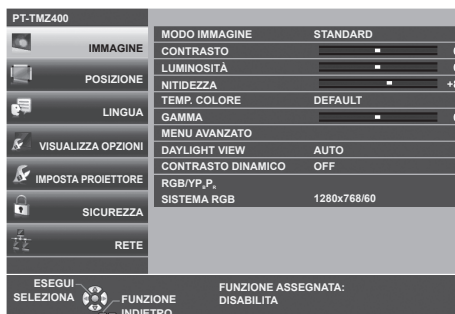 PT-TMZ400
IMMAGINE
POSIZIONE
LINGUA
VISUALIZZA OPZIONI
IMPOSTA PROIETTORE
SICUREZZA
RETE
MODO IMMAGINE STANDARD
CONTRASTO
LUMINOSITÀ
NITIDEZZA
TEMP. COLORE DEFAULT
GAMMA
MENU AVANZATO
DAYLIGHT VIEW AUTO
CONTRASTO DINAMICO OFF
RGB/YPBPR
SISTEMA RGB 1280x768/60
ESEGUI
SELEZIONA
FUNZIONE
INDIETRO
FUNZIONE ASSEGNATA:
DISABILITA